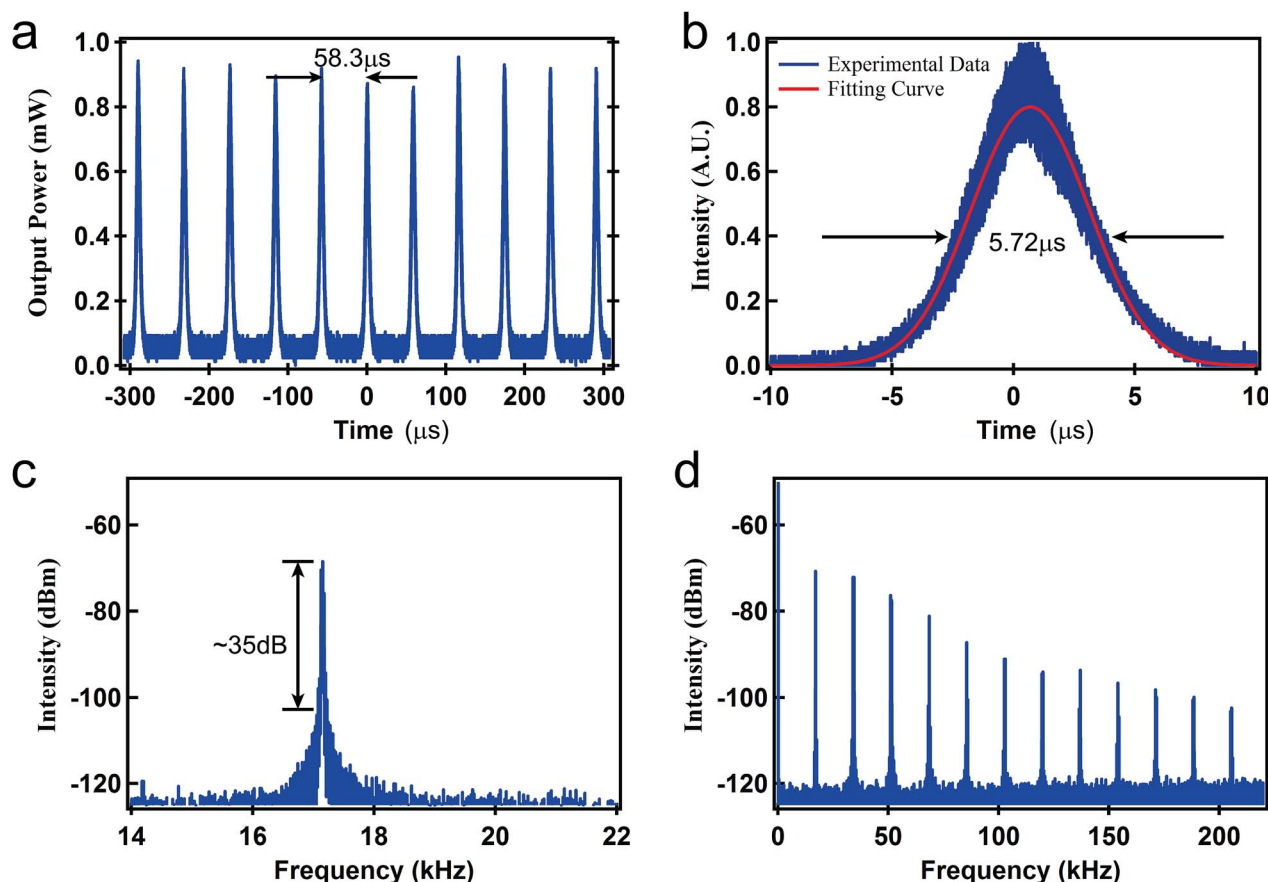 a
58.3μs
Output Power (mW)
1.0
0.8
0.6
0.4
0.2
0.0
-300 -200 -100 0 100 200 300
Time (μs)
b
Experimental Data
Fitting Curve
5.72μs
Intensity (A.U.)
1.0
0.8
0.6
0.4
0.2
0.0
-10 -5 0 5 10
Time (μs)
c
~35dB
Intensity (dBm)
-60
-80
-100
-120
14 16 18 20 22
Frequency (kHz)
d
Intensity (dBm)
-60
-80
-100
-120
0 50 100 150 200
Frequency (kHz)